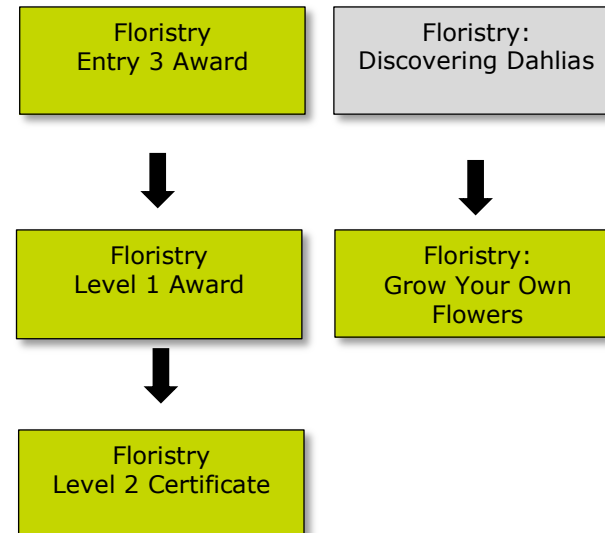 Floristry
Entry 3 Award
Floristry:
Discovering Dahlias
Floristry
Level 1 Award
Floristry:
Grow Your Own
Flowers
Floristry
Level 2 Certificate